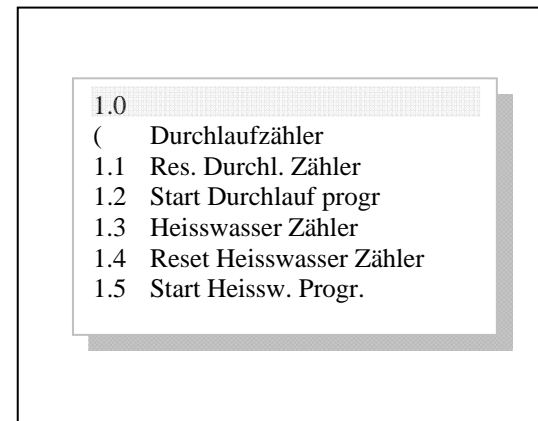 1.0
( Durchlaufzähler
1.1 Res. Durchl. Zähler
1.2 Start Durchlauf progr
1.3 Heisswasser Zähler
1.4 Reset Heisswasser Zähler
1.5 Start Heissw. Progr.